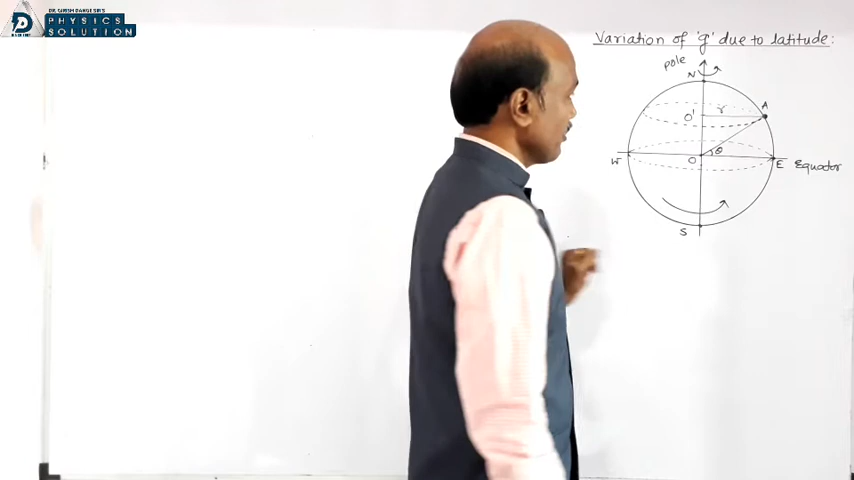 DR. GIRISH DANGE SIR'S
PHYSICS
SOLUTION
Variation of 'g' due to latitude:
pole
N
A
r
O'
θ
O
W
E
Equator
S